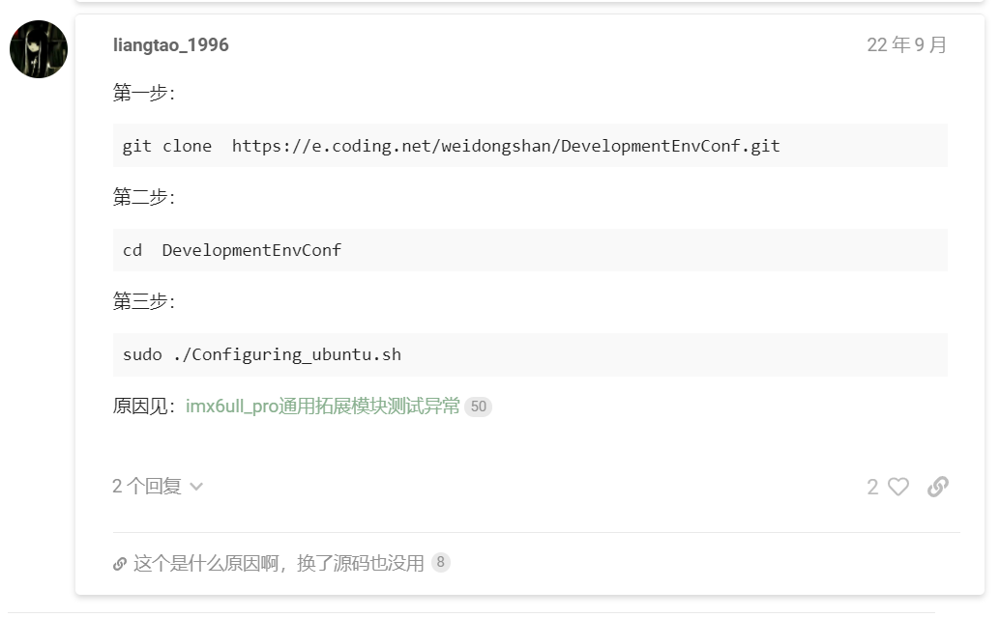 liangtao_1996
22 年 9 月
第一步：
git clone  https://e.coding.net/weidongshan/DevelopmentEnvConf.git
第二步：
cd  DevelopmentEnvConf
第三步：
sudo ./Configuring_ubuntu.sh
原因见：imx6ull_pro通用拓展模块测试异常 50
2 个回复
2
这个是什么原因啊，换了源码也没用 8